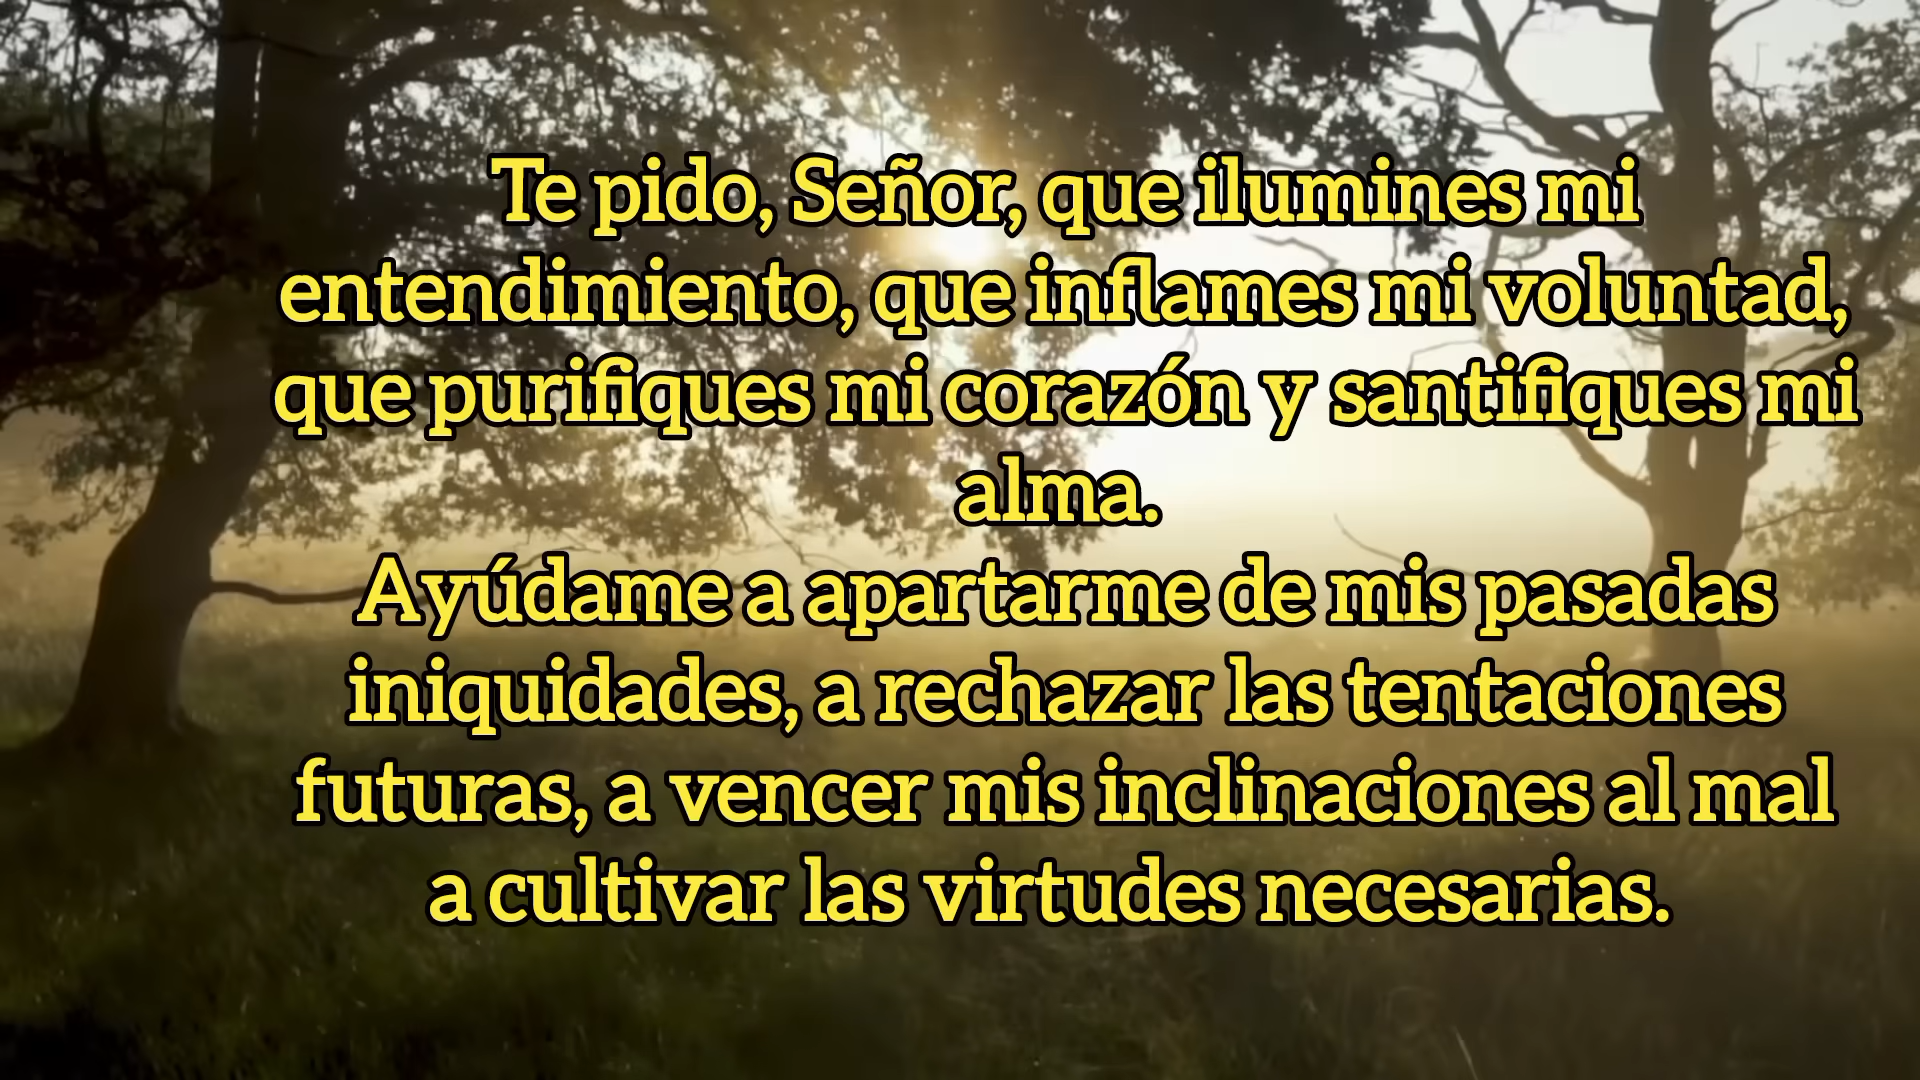 Te pido, Señor, que ilumines mi
entendimiento, que inflames mi voluntad,
que purifiques mi corazón y santifiques mi
alma.
Ayúdame a apartarme de mis pasadas
iniquidades, a rechazar las tentaciones
futuras, a vencer mis inclinaciones al mal
a cultivar las virtudes necesarias.